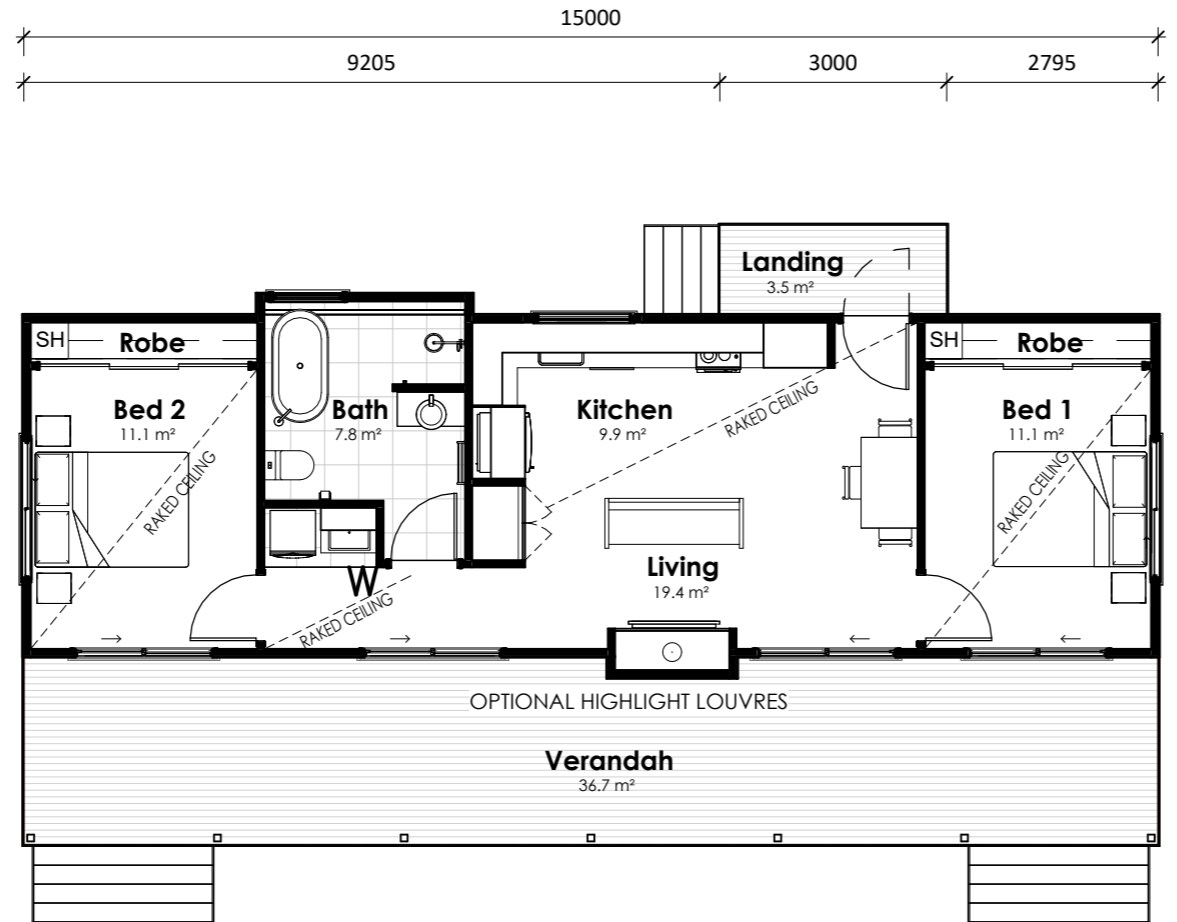 15000
9205
3000
2795
Landing
3.5 m²
SH
Robe
SH
Robe
Bed 2
11.1 m²
Bath
7.8 m²
Kitchen
9.9 m²
Bed 1
11.1 m²
RAKED CEILING
RAKED CEILING
RAKED CEILING
Living
19.4 m²
W
RAKED CEILING
OPTIONAL HIGHLIGHT LOUVRES
Verandah
36.7 m²